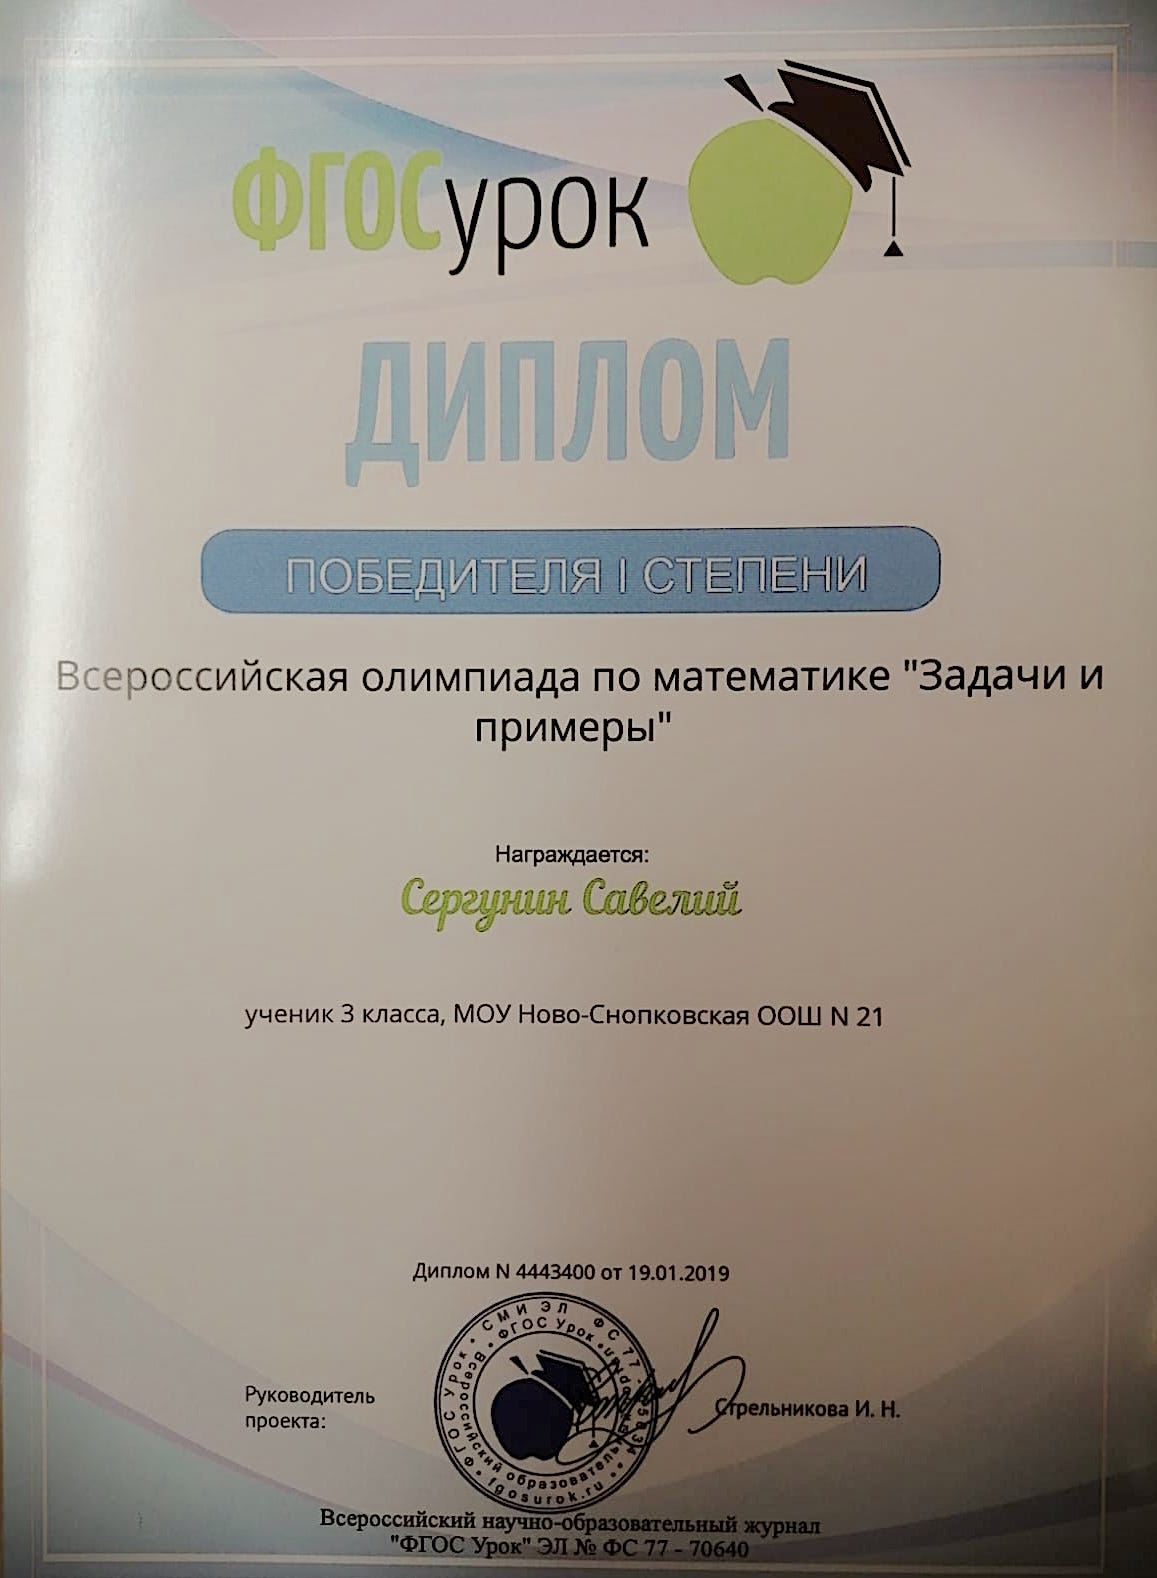 ФГОСурок
ДИПЛОМ
ПОБЕДИТЕЛЯ I СТЕПЕНИ
Всероссийская олимпиада по математике "Задачи и
примеры"
Награждается:
Сергунин Савелий
ученик 3 класса, МОУ Ново-Снопковская ООШ N 21
Диплом N 4443400 от 19.01.2019
ФГОС Урок • СМИ ЭЛ ФС 77-
Всероссийский образовательный
• ФГОС Урок •
fgosurok.ru
Руководитель
проекта:
Стрельникова И. Н.
Всероссийский научно-образовательный журнал
"ФГОС Урок" ЭЛ № ФС 77 - 70640